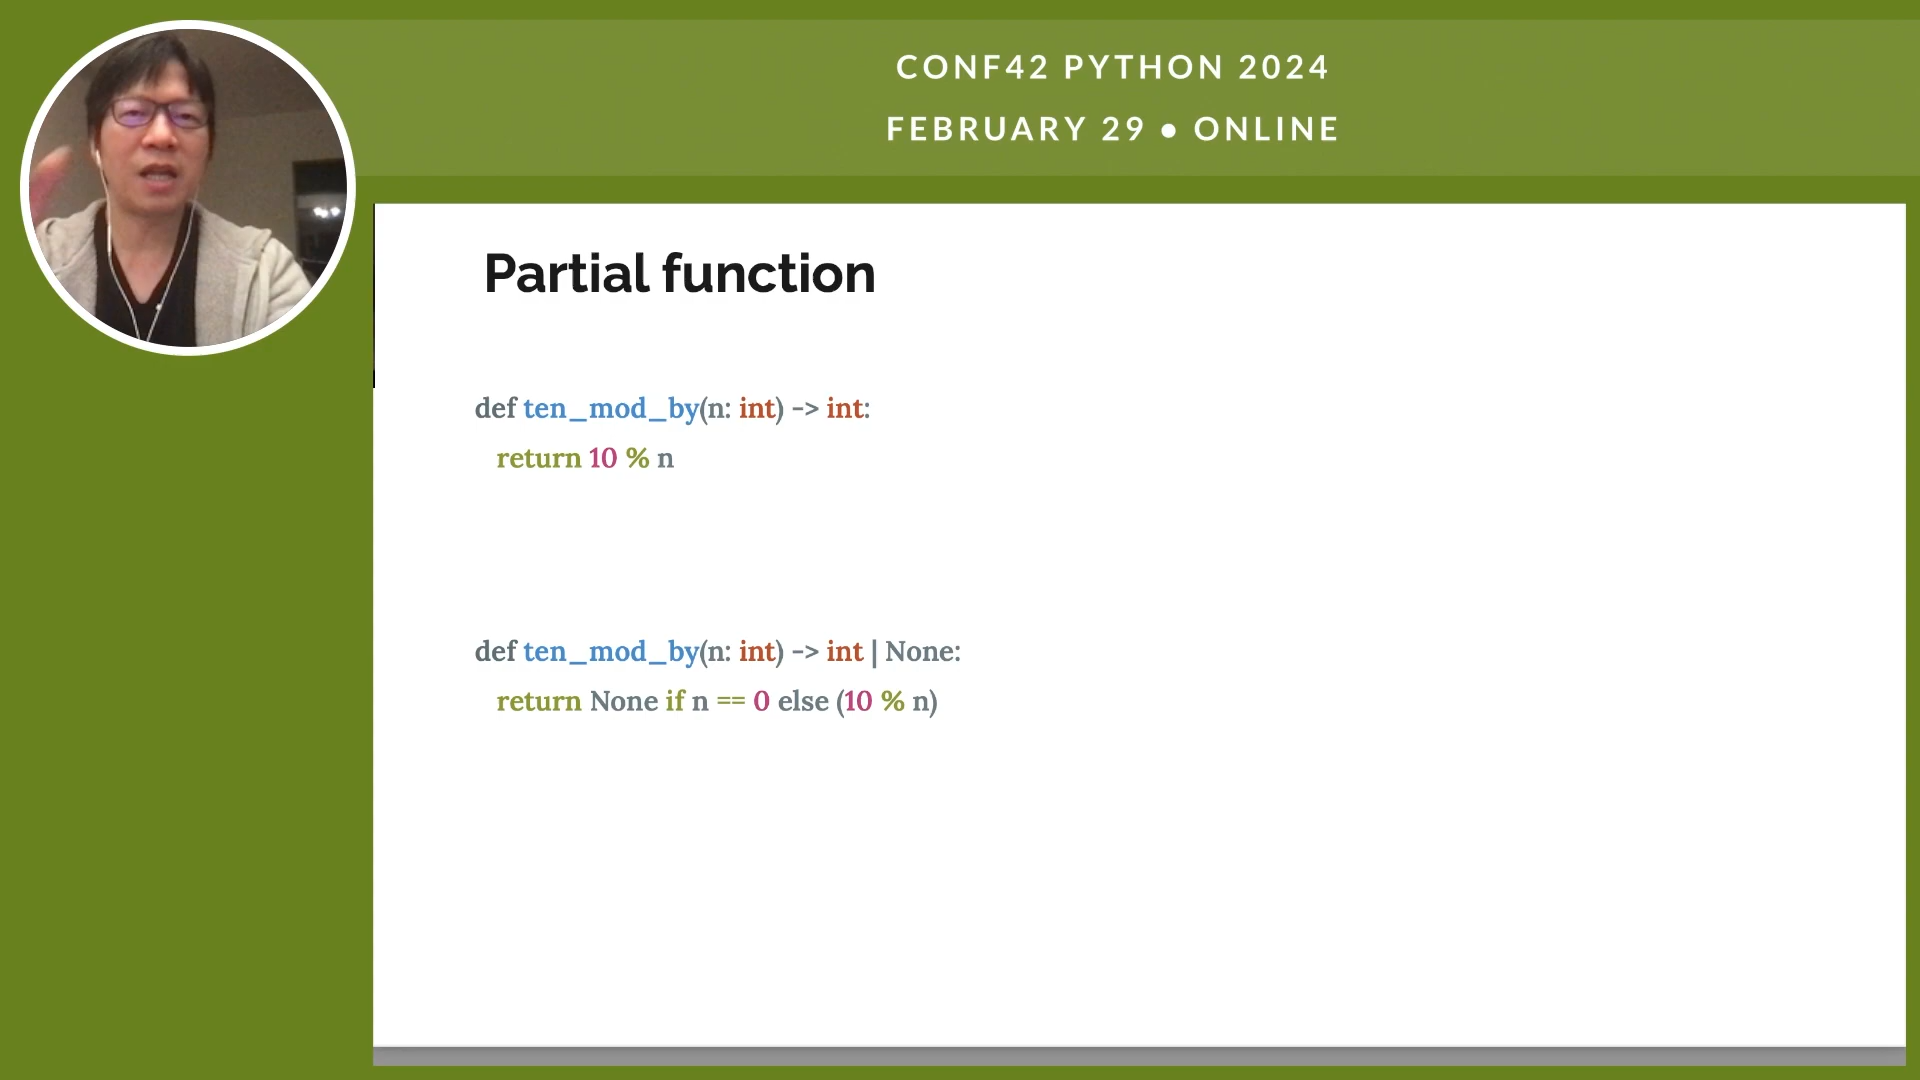 CONF42 PYTHON 2024
FEBRUARY 29 • ONLINE
Partial function
def ten_mod_by(n: int) -> int:
return 10 % n
def ten_mod_by(n: int) -> int | None:
return None if n == 0 else (10 % n)